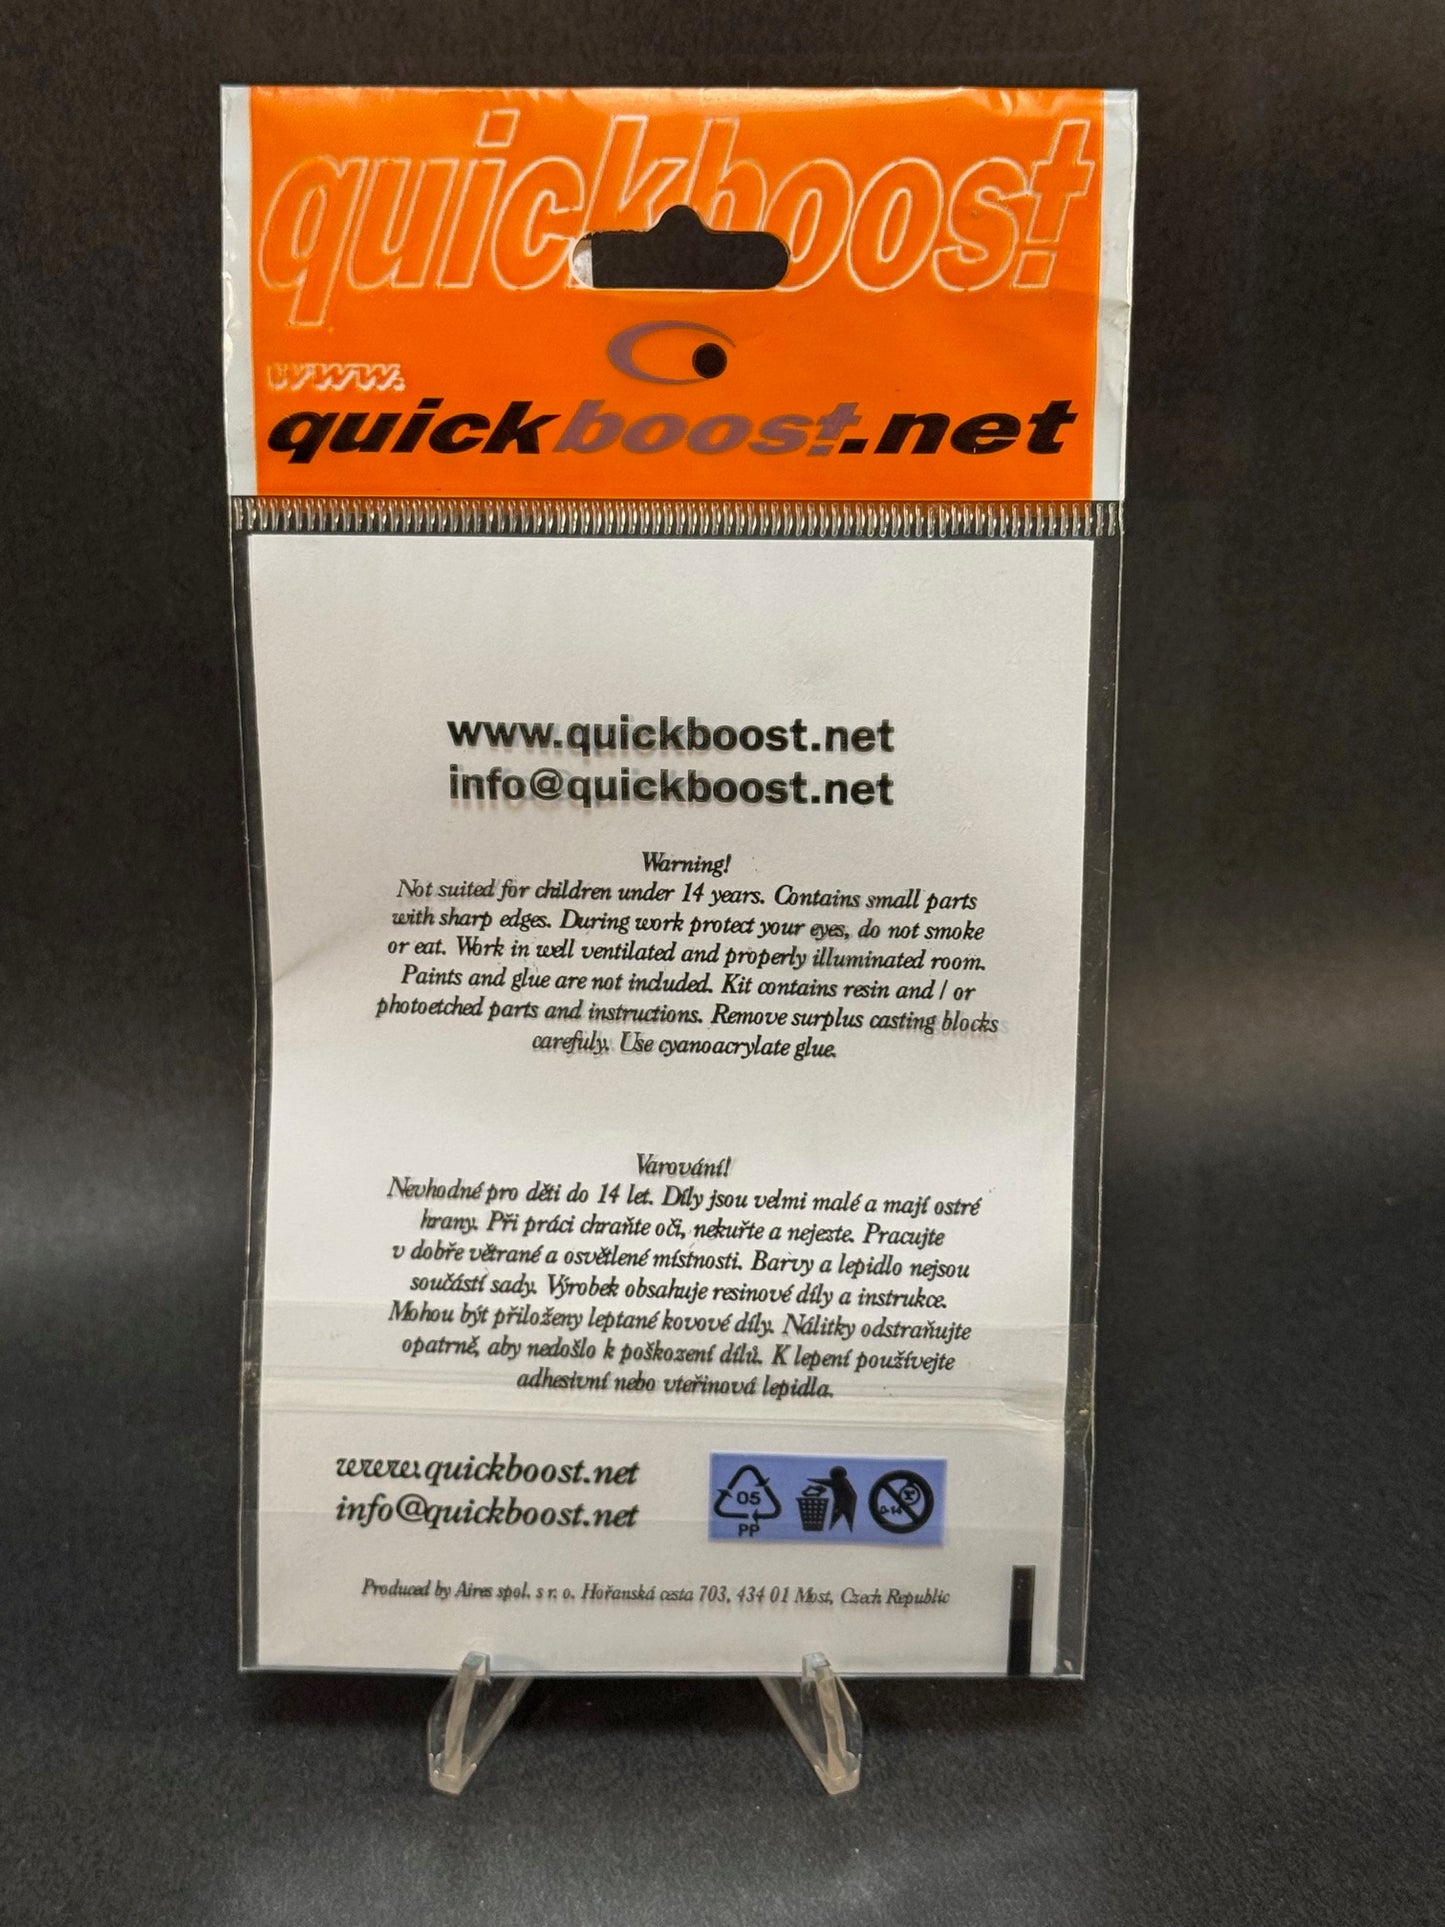 quickboost
www.
quickboost.net
www.quickboost.net
info@quickboost.net
Warning!
Not suited for children under 14 years. Contains small parts
with sharp edges. During work protect your eyes, do not smoke
or eat. Work in well ventilated and properly illuminated room.
Paints and glue are not included. Kit contains resin and / or
photoetched parts and instructions. Remove surplus casting blocks
carefuly. Use cyanoacrylate glue.
Varování!
Nevhodné pro děti do 14 let. Díly jsou velmi malé a mají ostré
hrany. Při práci chraňte oči, nekuřte a nejezte. Pracujte
v dobře větrané a osvětlené místnosti. Barvy a lepidlo nejsou
součástí sady. Výrobek obsahuje resinové díly a instrukce.
Mohou být přiloženy leptané kovové díly. Nálitky odstraňujte
opatrně, aby nedošlo k poškození dílů. K lepení používejte
adhesivní nebo vteřinová lepidla.
www.quickboost.net
info@quickboost.net
05
PP
0-14
Produced by Aires spol. s r. o. Hořanská cesta 703, 434 01 Most, Czech Republic